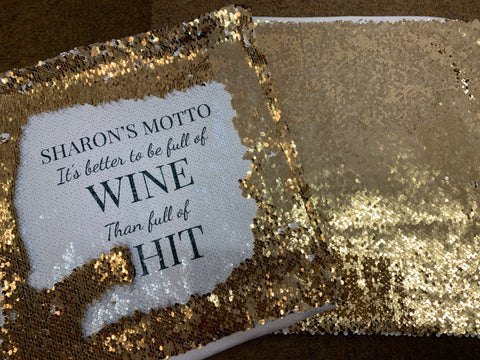 SHARON'S MOTTO
It's better to be full of
WINE
Than full of
HIT